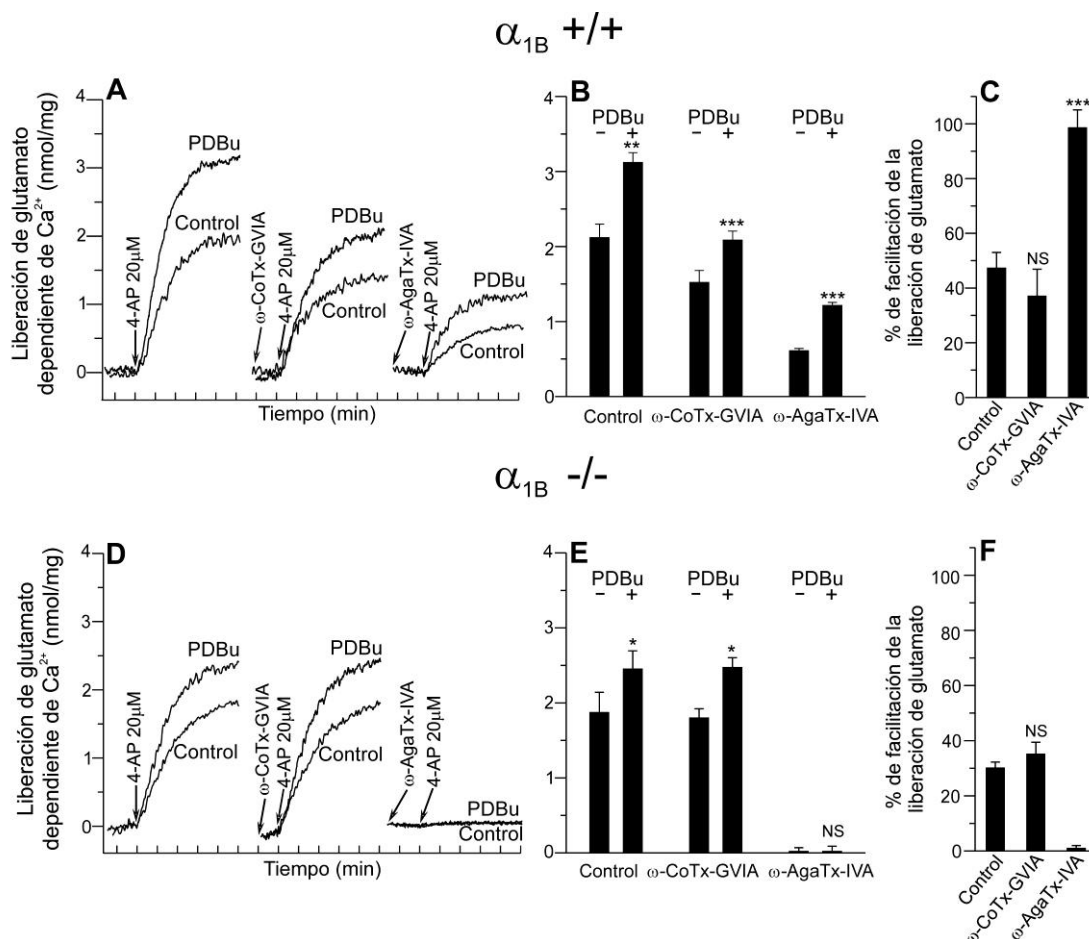 α1B +/+
A
Liberación de glutamato
dependiente de Ca²⁺ (nmol/mg)
4
3
2
1
0
4-AP 20µM
PDBu
Control
ω-CoTx-GVIA
4-AP 20µM
PDBu
Control
ω-AgaTx-IVA
4-AP 20µM
PDBu
Control
Tiempo (min)
B
4
3
2
1
0
PDBu
− +
**
PDBu
− +
***
PDBu
− +
***
Control
ω-CoTx-GVIA
ω-AgaTx-IVA
C
% de facilitación de la
liberación de glutamato
100
80
60
40
20
0
NS
***
Control
ω-CoTx-GVIA
ω-AgaTx-IVA
α1B -/-
D
Liberación de glutamato
dependiente de Ca²⁺ (nmol/mg)
4
3
2
1
0
4-AP 20µM
PDBu
Control
ω-CoTx-GVIA
4-AP 20µM
PDBu
Control
ω-AgaTx-IVA
4-AP 20µM
PDBu
Control
Tiempo (min)
E
4
3
2
1
0
PDBu
− +
*
PDBu
− +
*
PDBu
− +
NS
Control
ω-CoTx-GVIA
ω-AgaTx-IVA
F
% de facilitación de la
liberación de glutamato
100
80
60
40
20
0
NS
Control
ω-CoTx-GVIA
ω-AgaTx-IVA